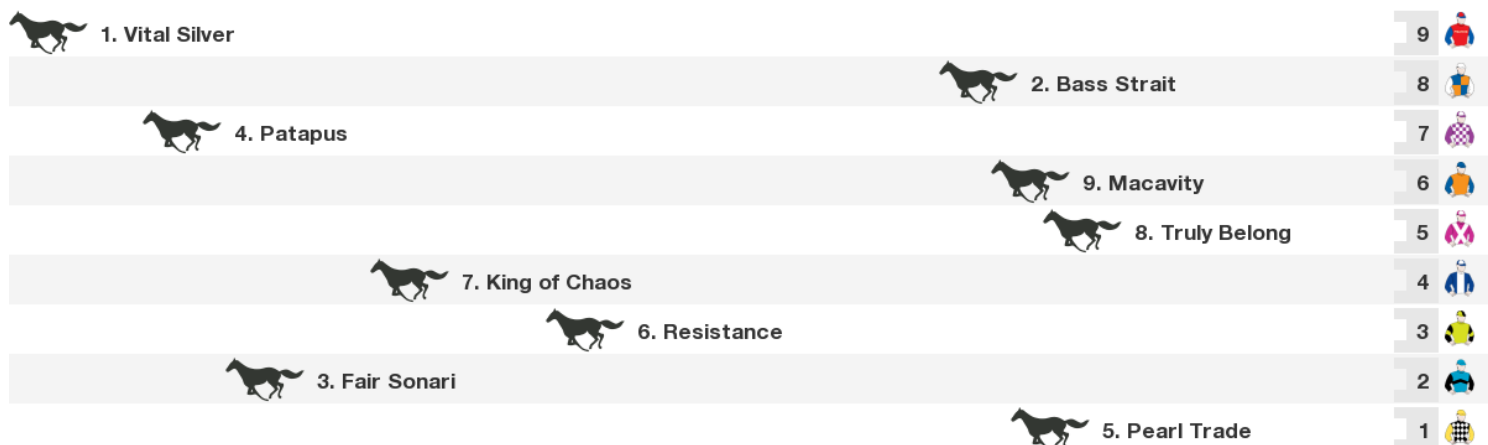 1. Vital Silver 9
2. Bass Strait 8
4. Patapus 7
9. Macavity 6
8. Truly Belong 5
7. King of Chaos 4
6. Resistance 3
3. Fair Sonari 2
5. Pearl Trade 1